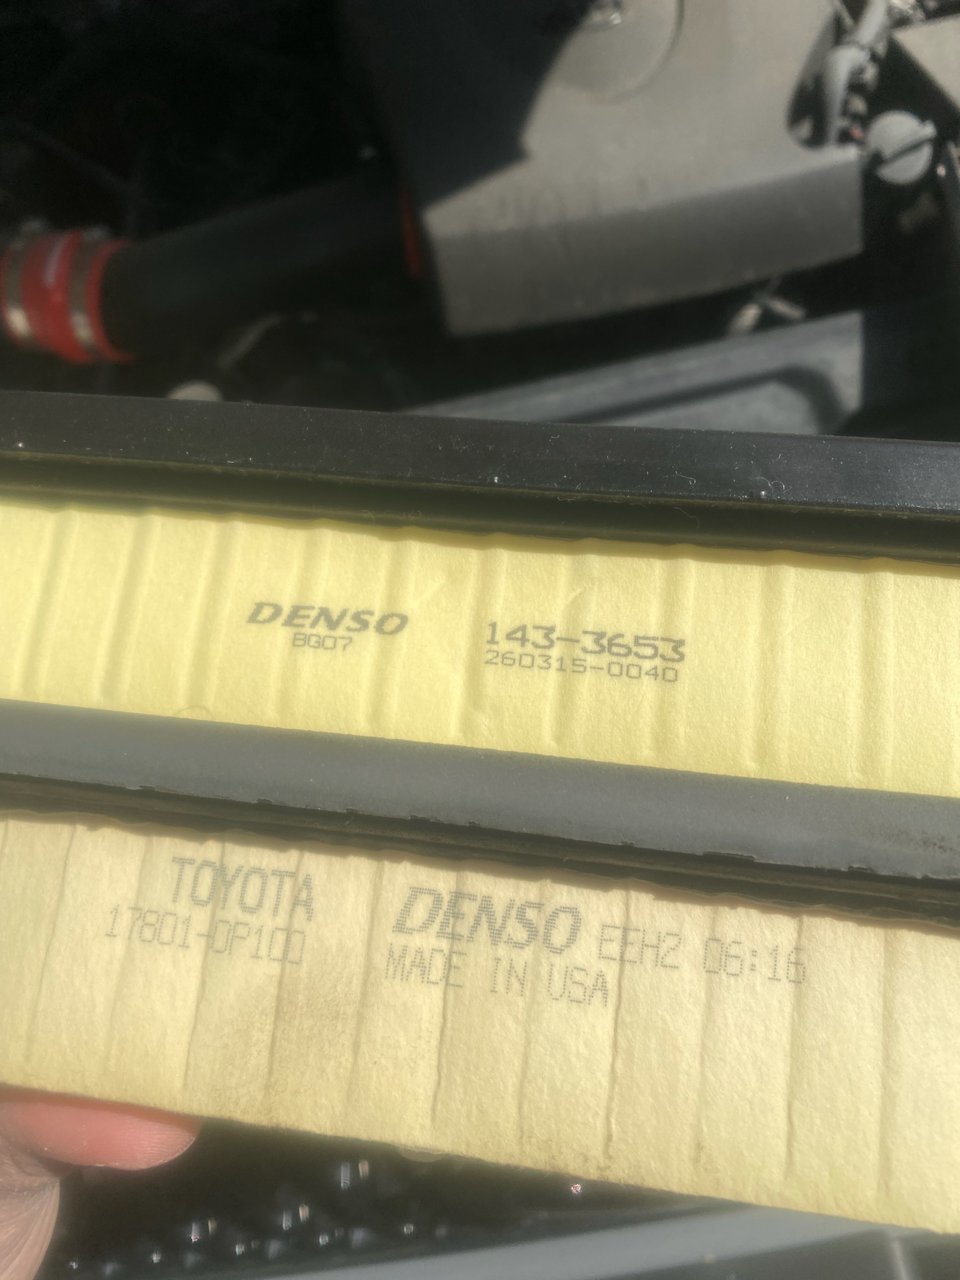 DENSO
BG07
143-3653
260315-0040
TOYOTA
17801-0P100
DENSO EEH2 06:16
MADE IN USA